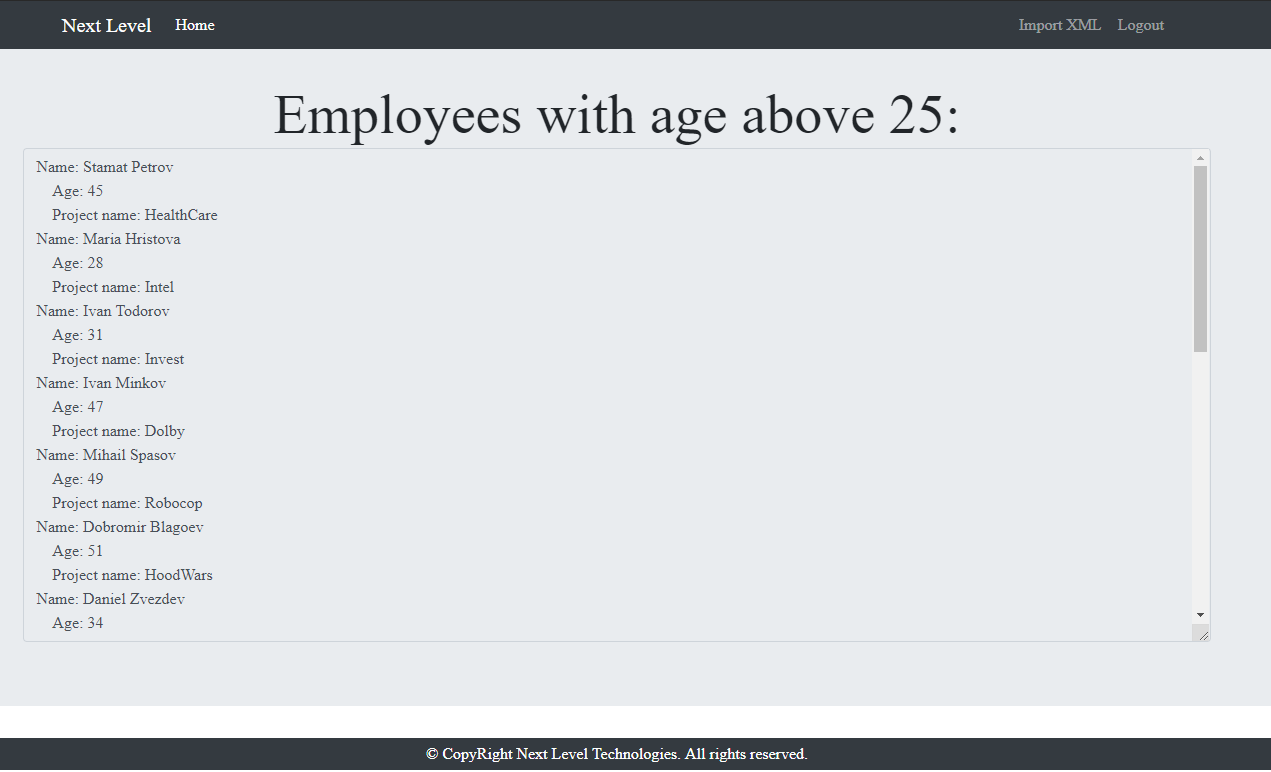 Next Level Home Import XML Logout
Employees with age above 25:
Name: Stamat Petrov
Age: 45
Project name: HealthCare
Name: Maria Hristova
Age: 28
Project name: Intel
Name: Ivan Todorov
Age: 31
Project name: Invest
Name: Ivan Minkov
Age: 47
Project name: Dolby
Name: Mihail Spasov
Age: 49
Project name: Robocop
Name: Dobromir Blagoev
Age: 51
Project name: HoodWars
Name: Daniel Zvezdev
Age: 34
© CopyRight Next Level Technologies. All rights reserved.